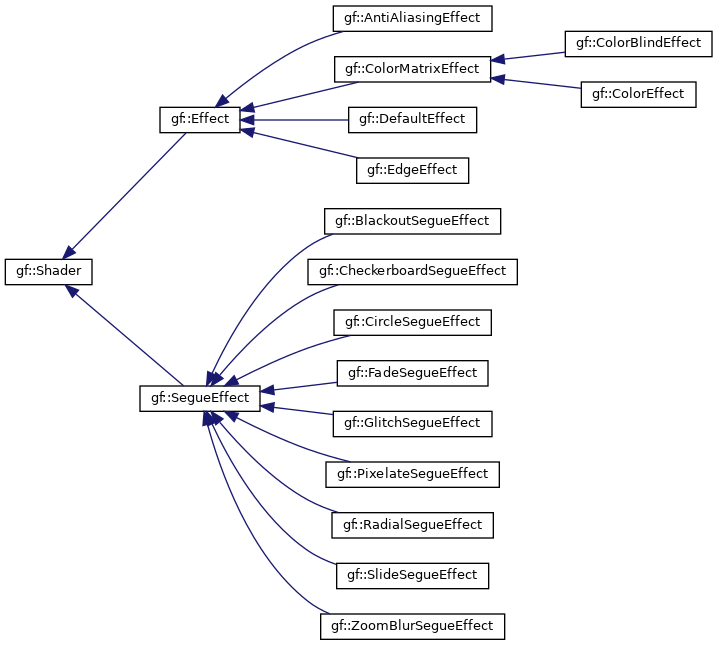 gf::AntiAliasingEffect
gf::ColorBlindEffect
gf::ColorMatrixEffect
gf::ColorEffect
gf::Effect
gf::DefaultEffect
gf::EdgeEffect
gf::BlackoutSegueEffect
gf::Shader
gf::CheckerboardSegueEffect
gf::CircleSegueEffect
gf::FadeSegueEffect
gf::SegueEffect
gf::GlitchSegueEffect
gf::PixelateSegueEffect
gf::RadialSegueEffect
gf::SlideSegueEffect
gf::ZoomBlurSegueEffect